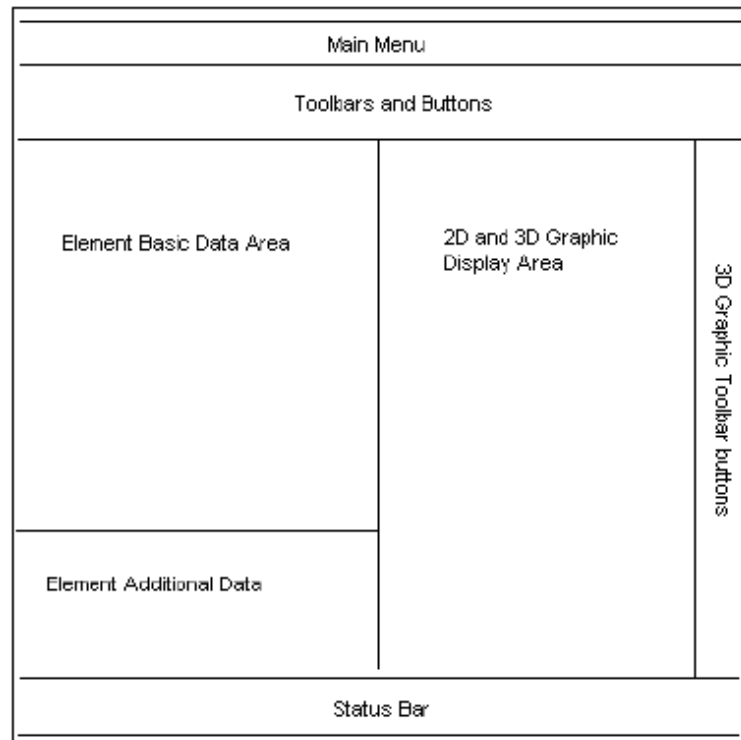 Main Menu
Toolbars and Buttons
Element Basic Data Area
2D and 3D Graphic
Display Area
3D Graphic Toolbar buttons
Element Additional Data
Status Bar